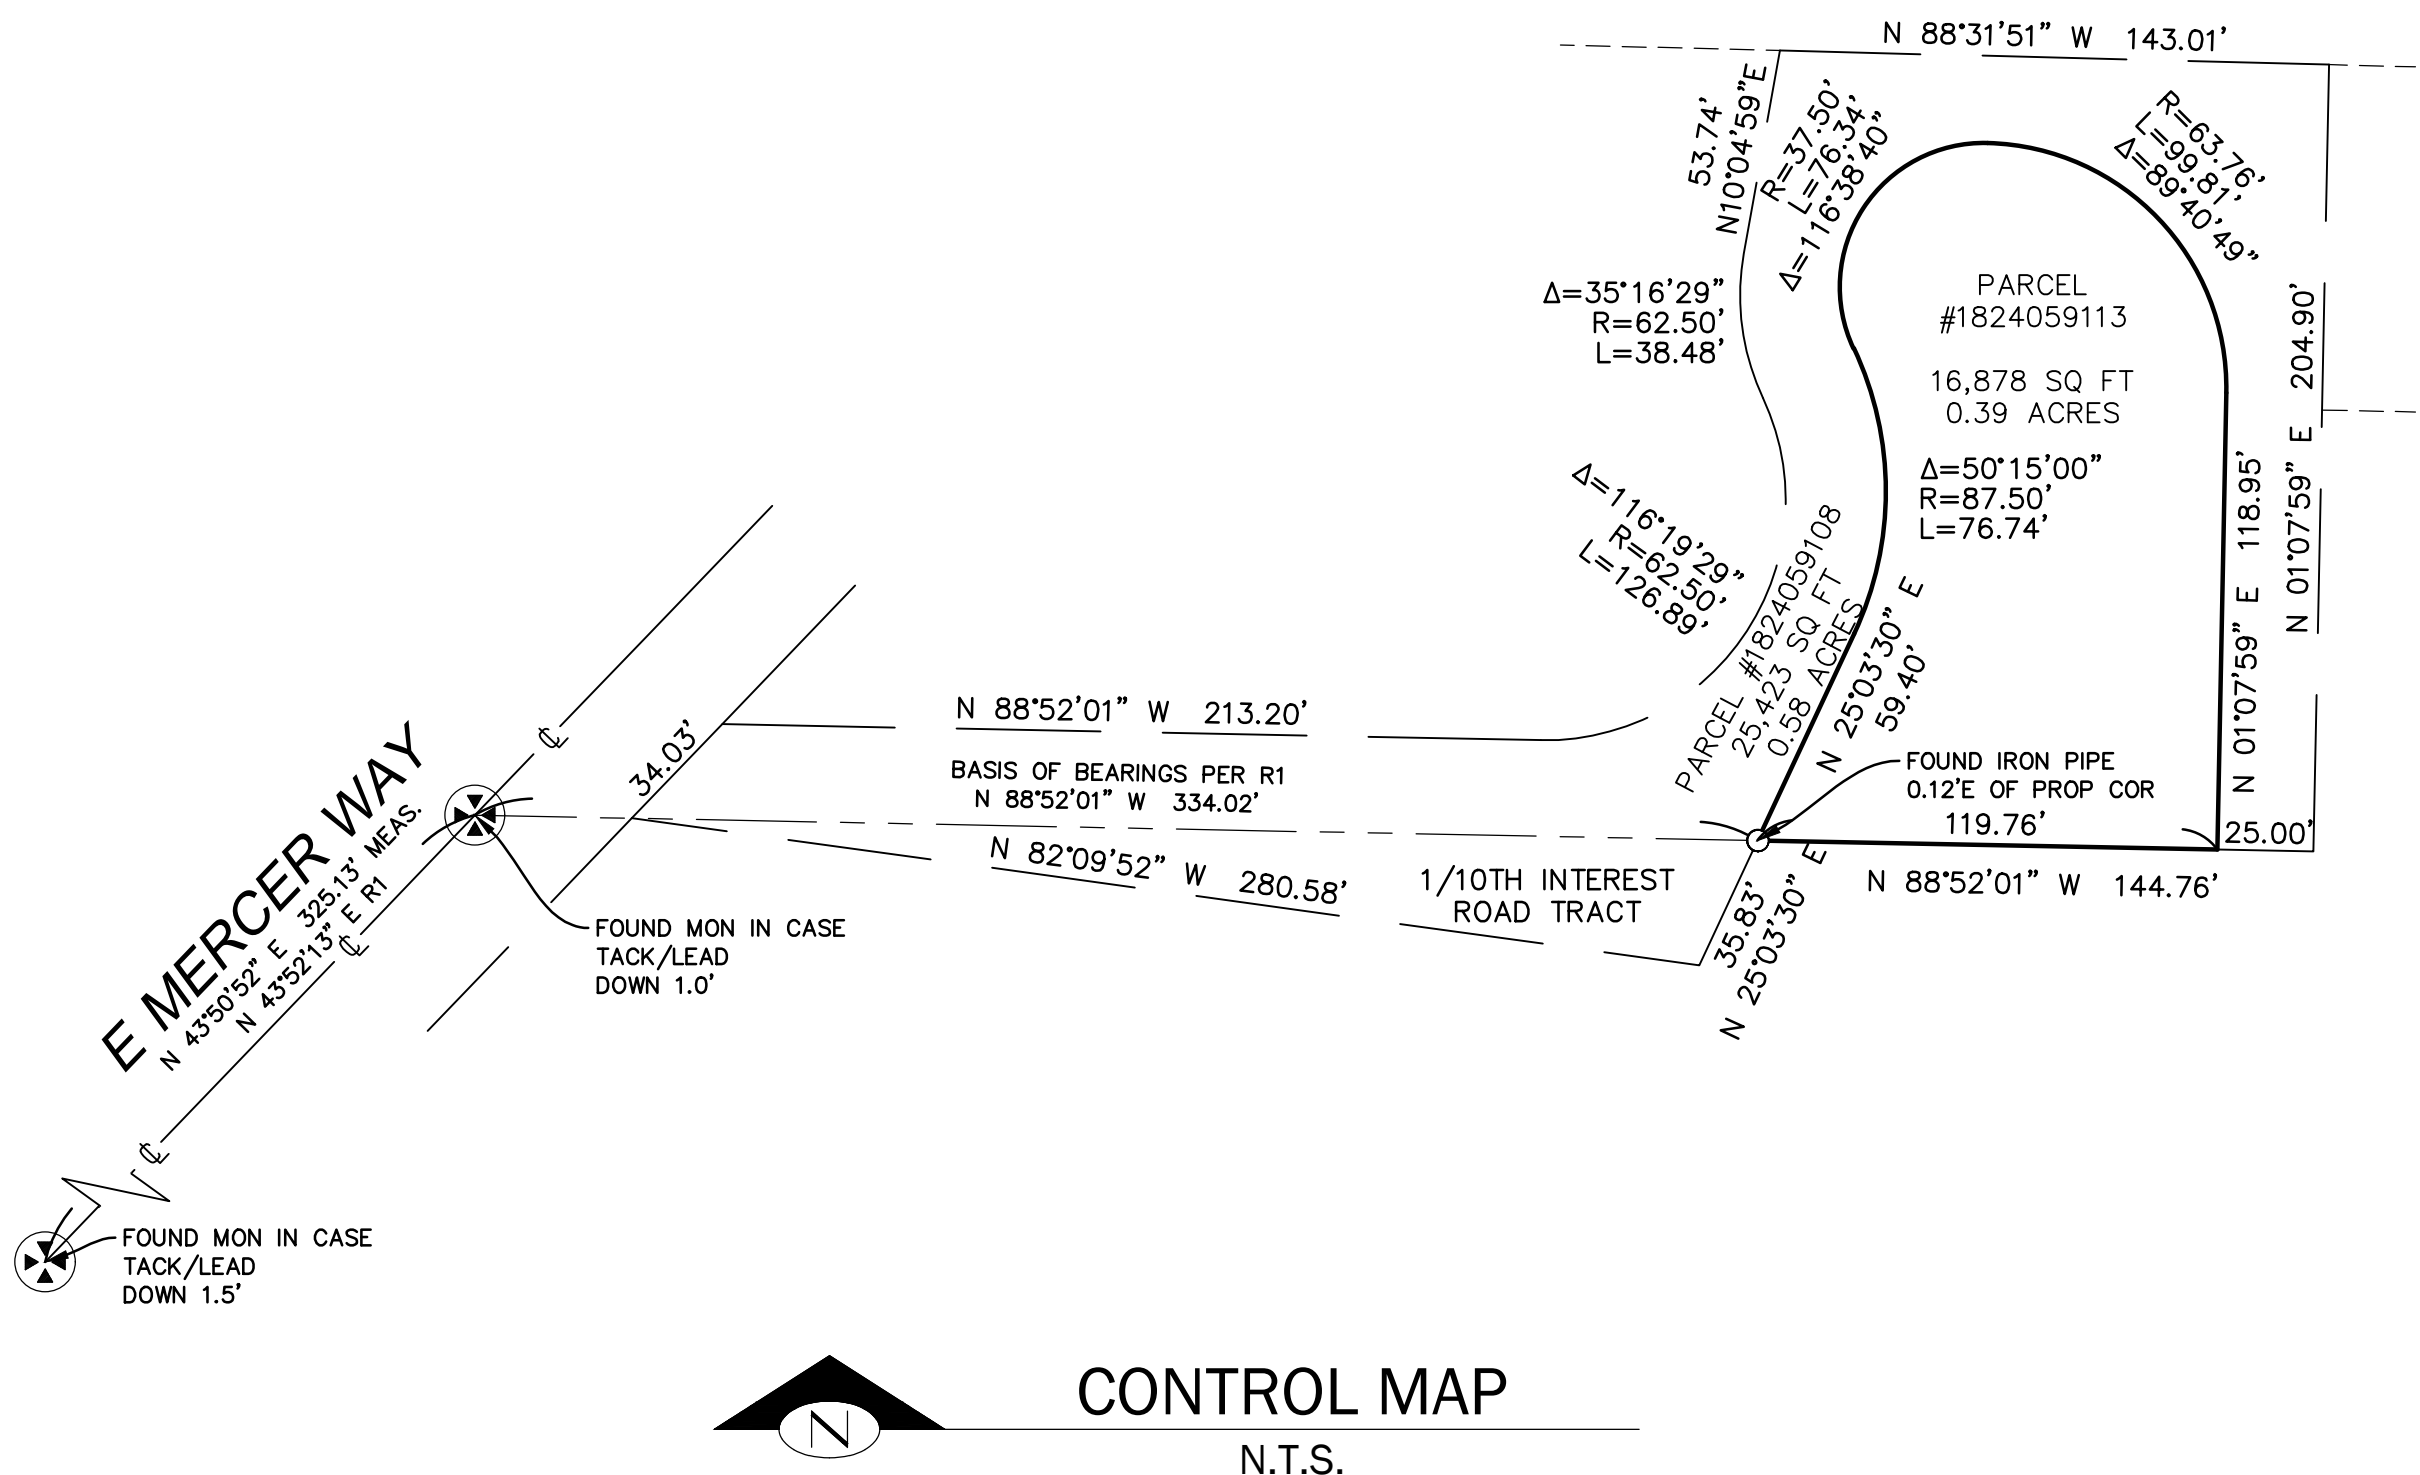 N 88°31'51" W 143.01'
53.74'
N10°04'59"E
R=37.50'
L=76.34'
Δ=116°38'40"
R=63.76'
L=99.81'
Δ=89°40'49"
Δ=35°16'29"
R=62.50'
L=38.48'
PARCEL
#1824059113
16,878 SQ FT
0.39 ACRES
Δ=50°15'00"
R=87.50'
L=76.74'
N 01°07'59" E 118.95'
N 01°07'59" E 204.90'
Δ=116°19'29"
R=62.50'
L=126.89'
PARCEL #1824059108
25,423 SQ FT
0.58 ACRES
N 25°03'30" E
59.40'
N 88°52'01" W 213.20'
BASIS OF BEARINGS PER R1
N 88°52'01" W 334.02'
34.03'
℄
E MERCER WAY
N 43°50'52" E 325.13' MEAS.
N 43°52'13" E R1
℄
℄
FOUND IRON PIPE
0.12'E OF PROP COR
119.76'
25.00'
N 82°09'52" W 280.58'
1/10TH INTEREST
ROAD TRACT
35.83'
N 25°03'30" E
N 88°52'01" W 144.76'
FOUND MON IN CASE
TACK/LEAD
DOWN 1.0'
FOUND MON IN CASE
TACK/LEAD
DOWN 1.5'
N
CONTROL MAP
N.T.S.